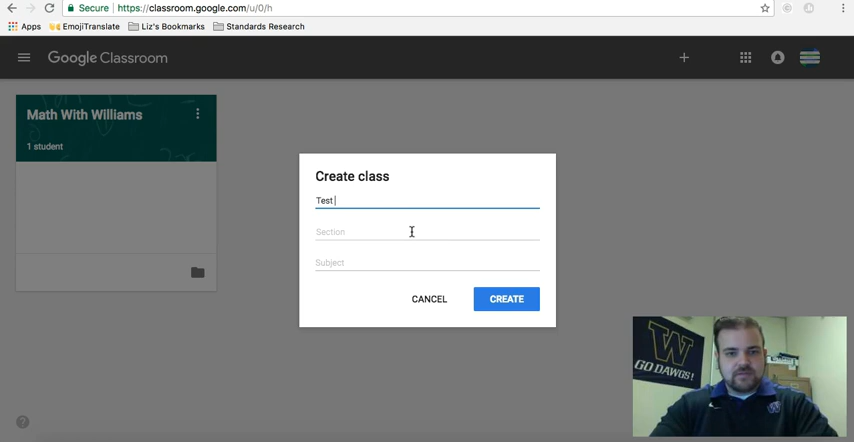 Secure | https://classroom.google.com/u/0/h
Apps EmojiTranslate Liz's Bookmarks Standards Research
Google Classroom
Math With Williams
1 student
Create class
Test
Section
Subject
CANCEL CREATE
W
GO DAWGS!
W